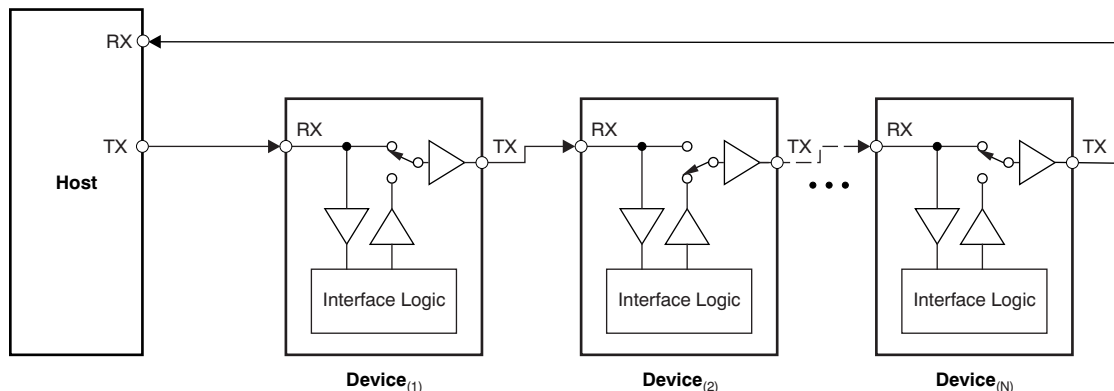 RX
TX
Host
RX
TX
Interface Logic
Device(1)
RX
TX
Interface Logic
Device(2)
RX
TX
Interface Logic
Device(N)